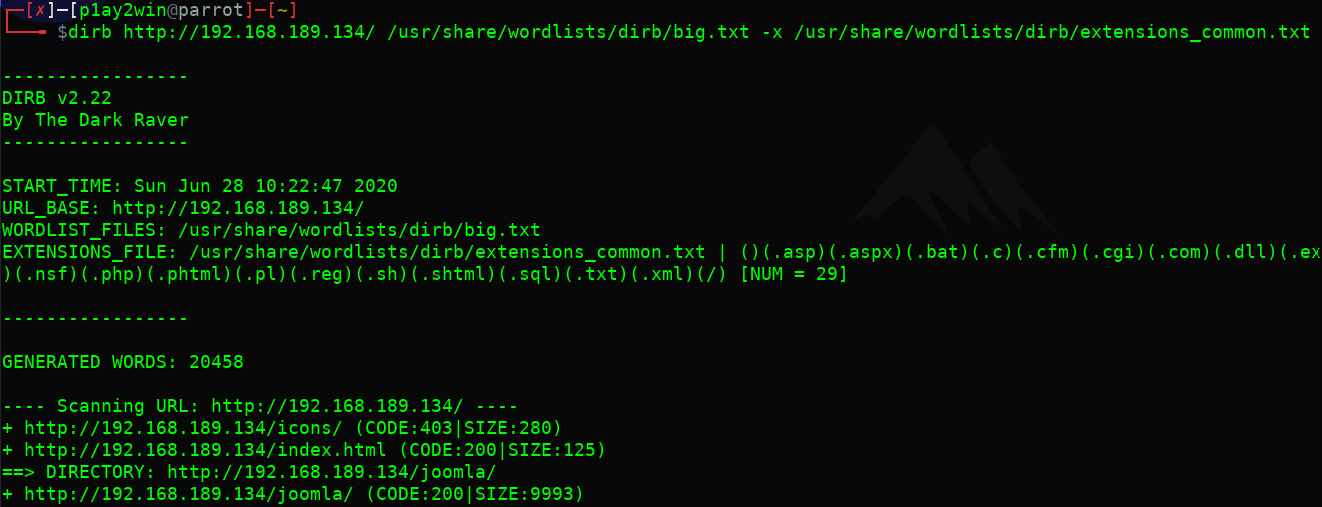 ┌─[✗]─[p1ay2win@parrot]─[~]
└──╼ $dirb http://192.168.189.134/ /usr/share/wordlists/dirb/big.txt -x /usr/share/wordlists/dirb/extensions_common.txt
-----------------
DIRB v2.22
By The Dark Raver
-----------------
START_TIME: Sun Jun 28 10:22:47 2020
URL_BASE: http://192.168.189.134/
WORDLIST_FILES: /usr/share/wordlists/dirb/big.txt
EXTENSIONS_FILE: /usr/share/wordlists/dirb/extensions_common.txt | ()(.asp)(.aspx)(.bat)(.c)(.cfm)(.cgi)(.com)(.dll)(.ex
)(.nsf)(.php)(.phtml)(.pl)(.reg)(.sh)(.shtml)(.sql)(.txt)(.xml)(/) [NUM = 29]
-----------------
GENERATED WORDS: 20458
---- Scanning URL: http://192.168.189.134/ ----
+ http://192.168.189.134/icons/ (CODE:403|SIZE:280)
+ http://192.168.189.134/index.html (CODE:200|SIZE:125)
==> DIRECTORY: http://192.168.189.134/joomla/
+ http://192.168.189.134/joomla/ (CODE:200|SIZE:9993)